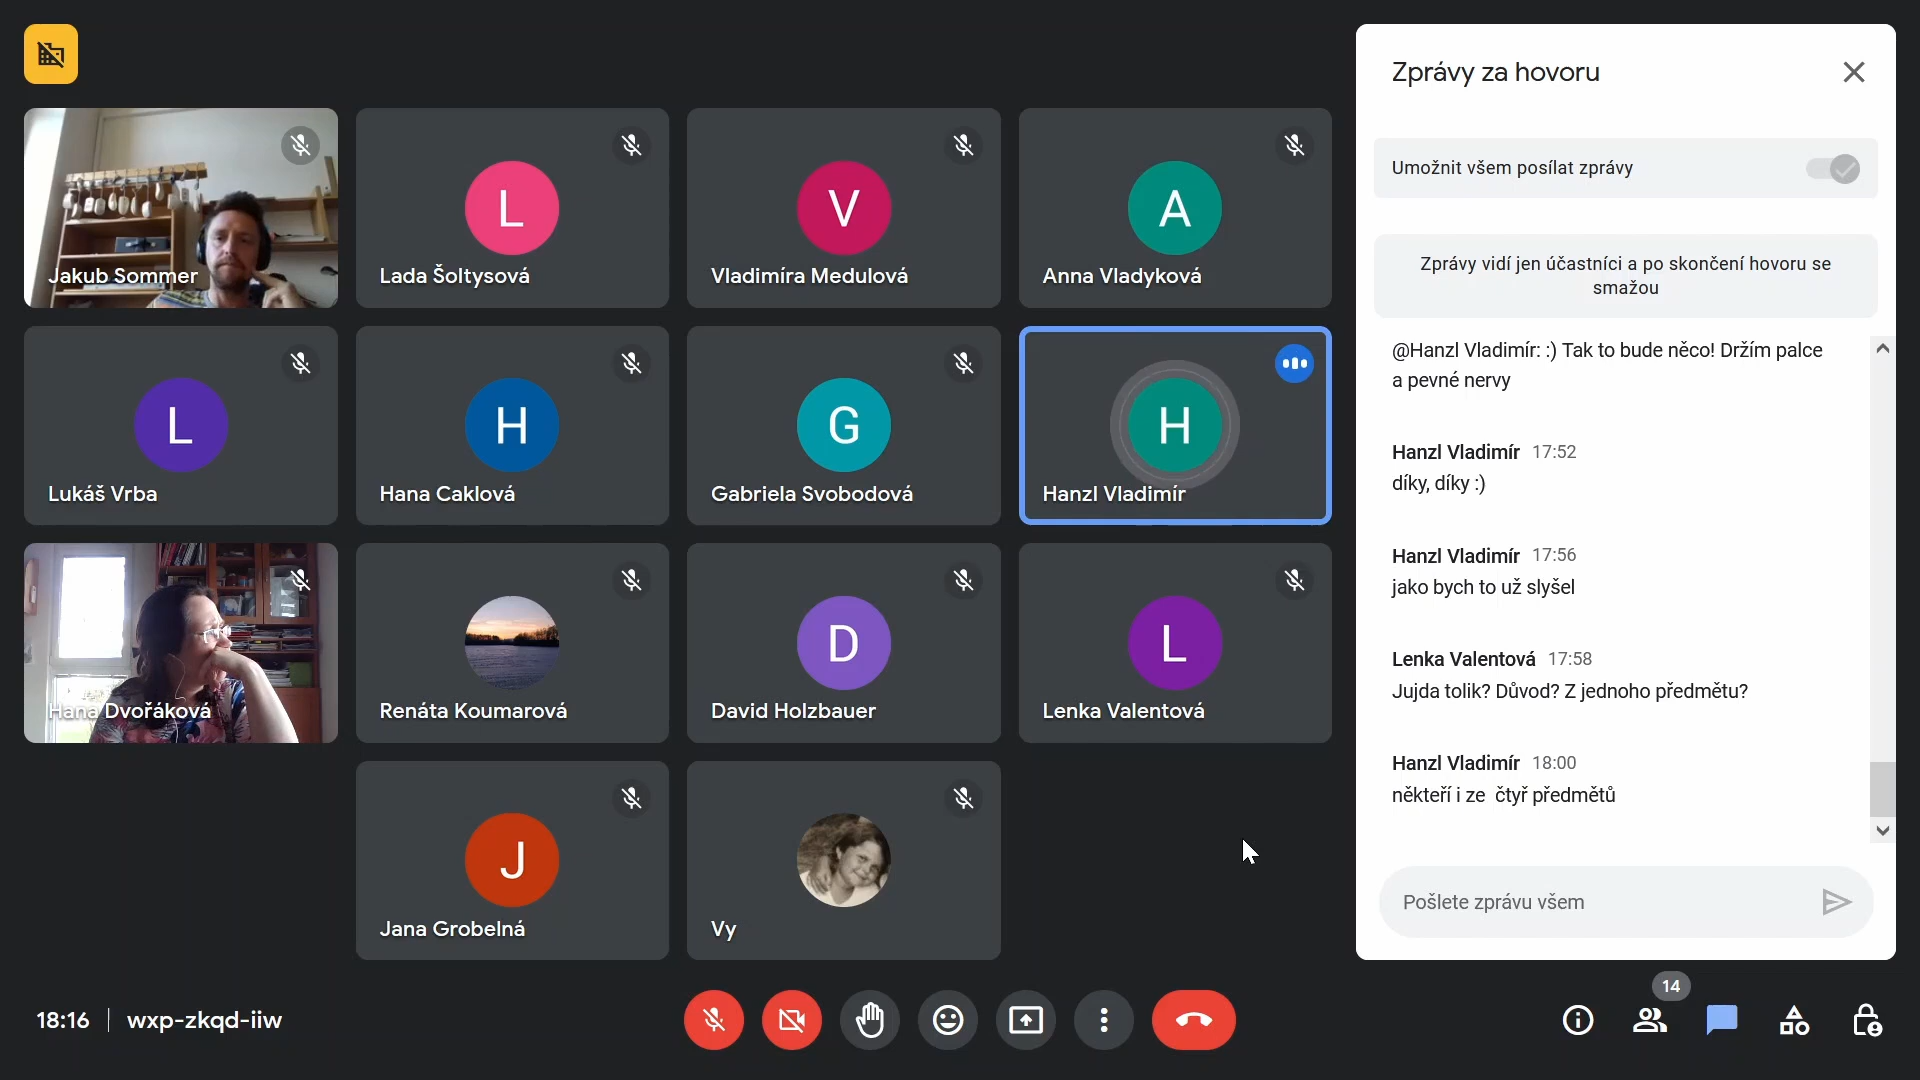 Jakub Sommer
L
Lada Šoltysová
V
Vladimíra Medulová
A
Anna Vladyková
L
Lukáš Vrba
H
Hana Caklová
G
Gabriela Svobodová
H
Hanzl Vladimír
Hana Dvořáková
Renáta Koumarová
D
David Holzbauer
L
Lenka Valentová
J
Jana Grobelná
Vy
Zprávy za hovoru
Umožnit všem posílat zprávy
Zprávy vidí jen účastníci a po skončení hovoru se
smažou
@Hanzl Vladimír: :) Tak to bude něco! Držím palce
a pevné nervy
Hanzl Vladimír 17:52
díky, díky :)
Hanzl Vladimír 17:56
jako bych to už slyšel
Lenka Valentová 17:58
Jujda tolik? Důvod? Z jednoho předmětu?
Hanzl Vladimír 18:00
někteří i ze  čtyř předmětů
Pošlete zprávu všem
18:16 | wxp-zkqd-iiw
14